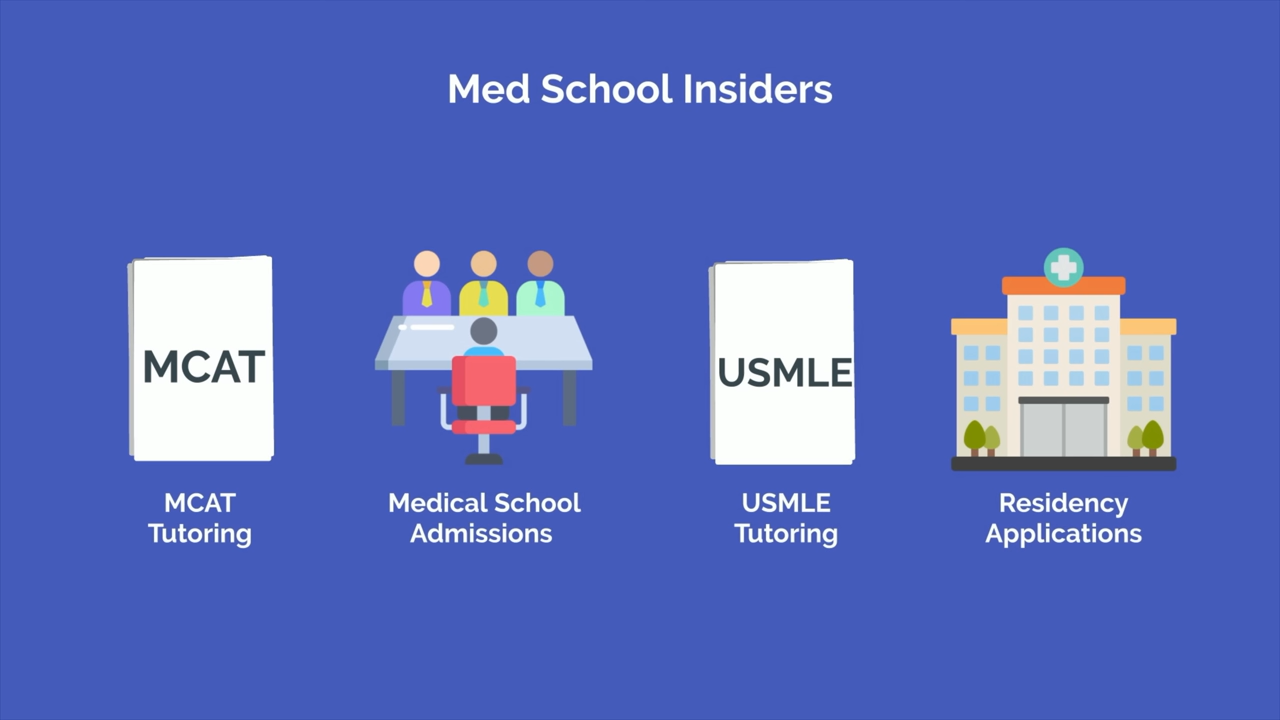 Med School Insiders
MCAT
USMLE
MCAT
Tutoring
Medical School
Admissions
USMLE
Tutoring
Residency
Applications